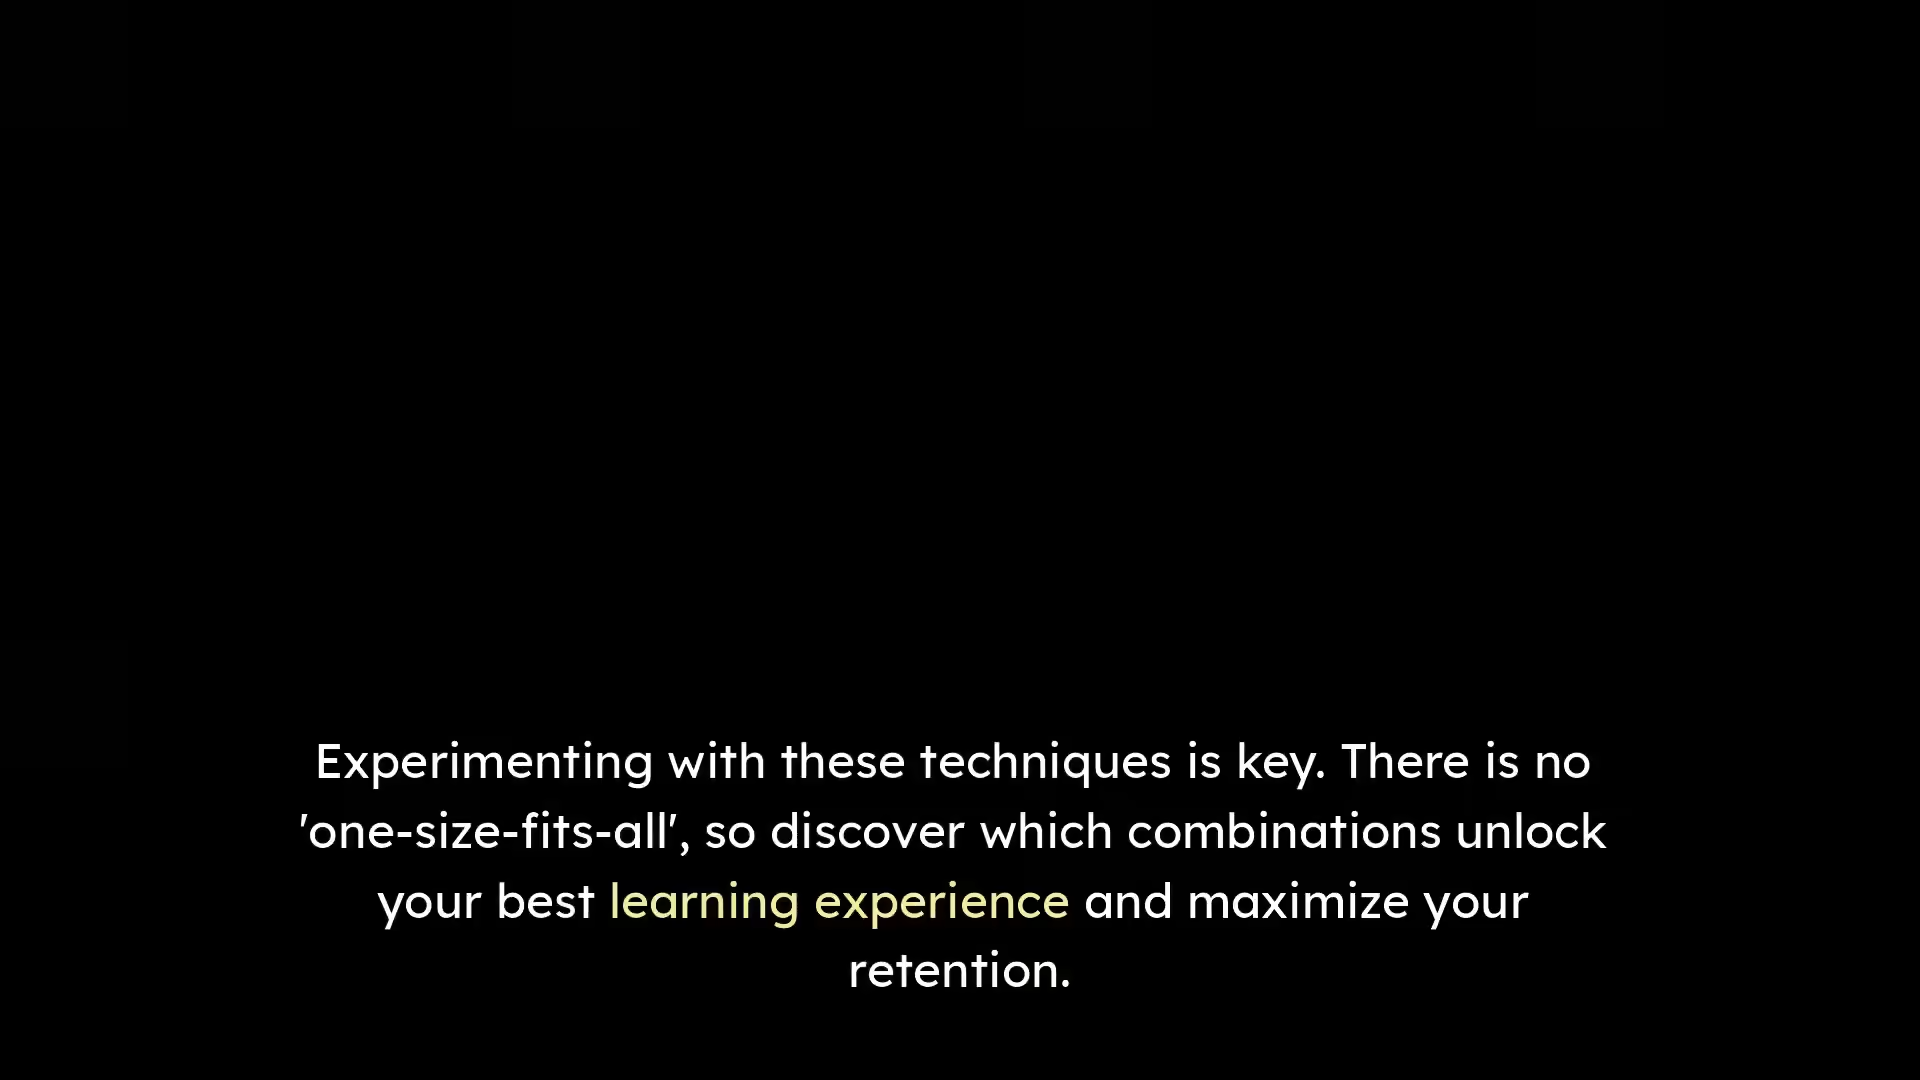 Experimenting with these techniques is key. There is no
'one-size-fits-all', so discover which combinations unlock
your best learning experience and maximize your
retention.